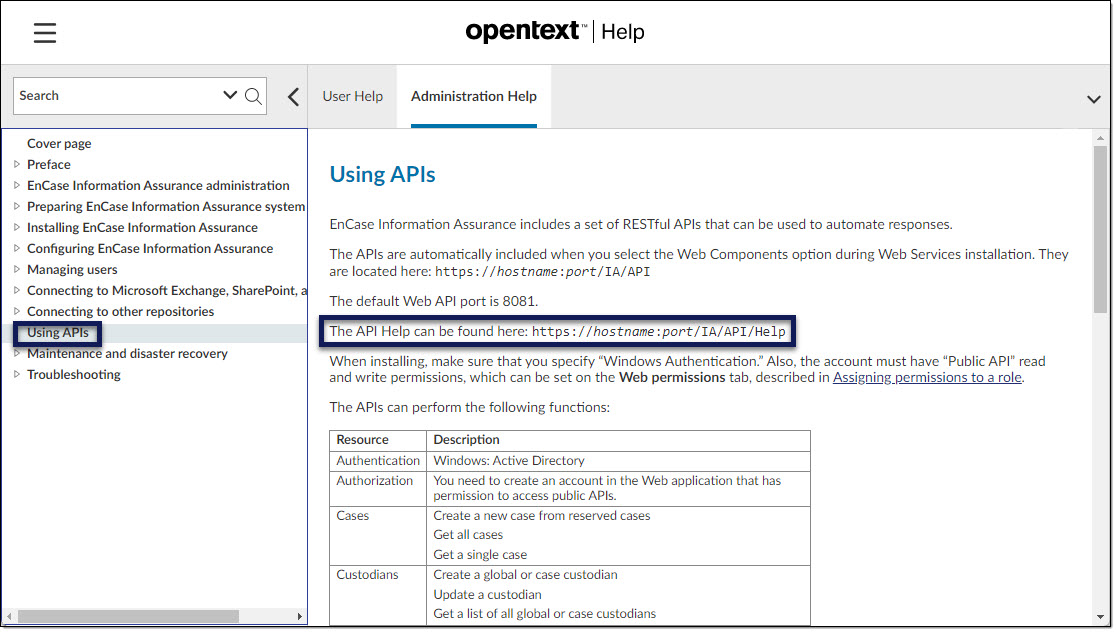 opentext™ | Help
Search
User Help
Administration Help
Cover page
Preface
EnCase Information Assurance administration
Preparing EnCase Information Assurance system
Installing EnCase Information Assurance
Configuring EnCase Information Assurance
Managing users
Connecting to Microsoft Exchange, SharePoint, a
Connecting to other repositories
Using APIs
Maintenance and disaster recovery
Troubleshooting
Using APIs
EnCase Information Assurance includes a set of RESTful APIs that can be used to automate responses.
The APIs are automatically included when you select the Web Components option during Web Services installation. They
are located here: https://hostname:port/IA/API
The default Web API port is 8081.
The API Help can be found here: https://hostname:port/IA/API/Help
When installing, make sure that you specify “Windows Authentication.” Also, the account must have “Public API” read
and write permissions, which can be set on the Web permissions tab, described in Assigning permissions to a role.
The APIs can perform the following functions:
Resource Description
Authentication Windows: Active Directory
Authorization You need to create an account in the Web application that has
permission to access public APIs.
Cases Create a new case from reserved cases
Get all cases
Get a single case
Custodians Create a global or case custodian
Update a custodian
Get a list of all global or case custodians